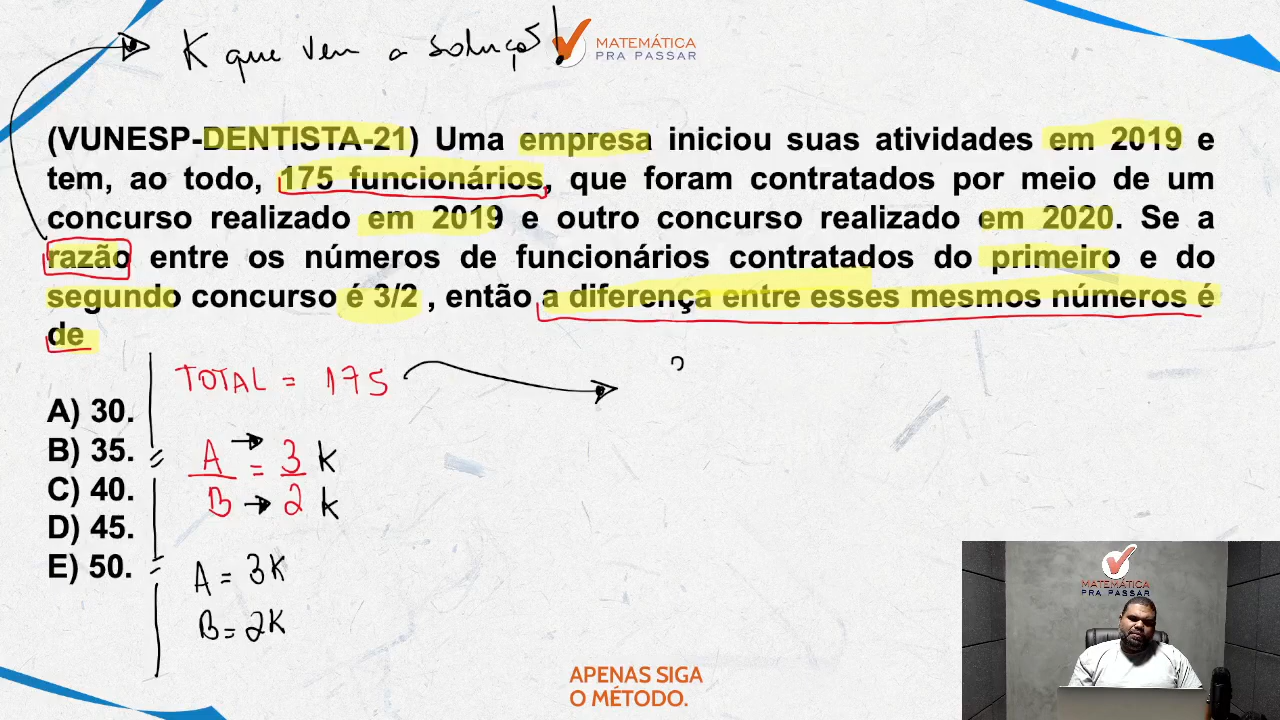 K que vem a solução!
MATEMÁTICA
PRA PASSAR
(VUNESP-DENTISTA-21) Uma empresa iniciou suas atividades em 2019 e
tem, ao todo, 175 funcionários, que foram contratados por meio de um
concurso realizado em 2019 e outro concurso realizado em 2020. Se a
razão entre os números de funcionários contratados do primeiro e do
segundo concurso é 3/2 , então a diferença entre esses mesmos números é
de
A) 30.
B) 35.
C) 40.
D) 45.
E) 50.
TOTAL = 175
A = 3 K
B 2 K
A = 3K
B = 2K
MATEMÁTICA
PRA PASSAR
APENAS SIGA
O MÉTODO.